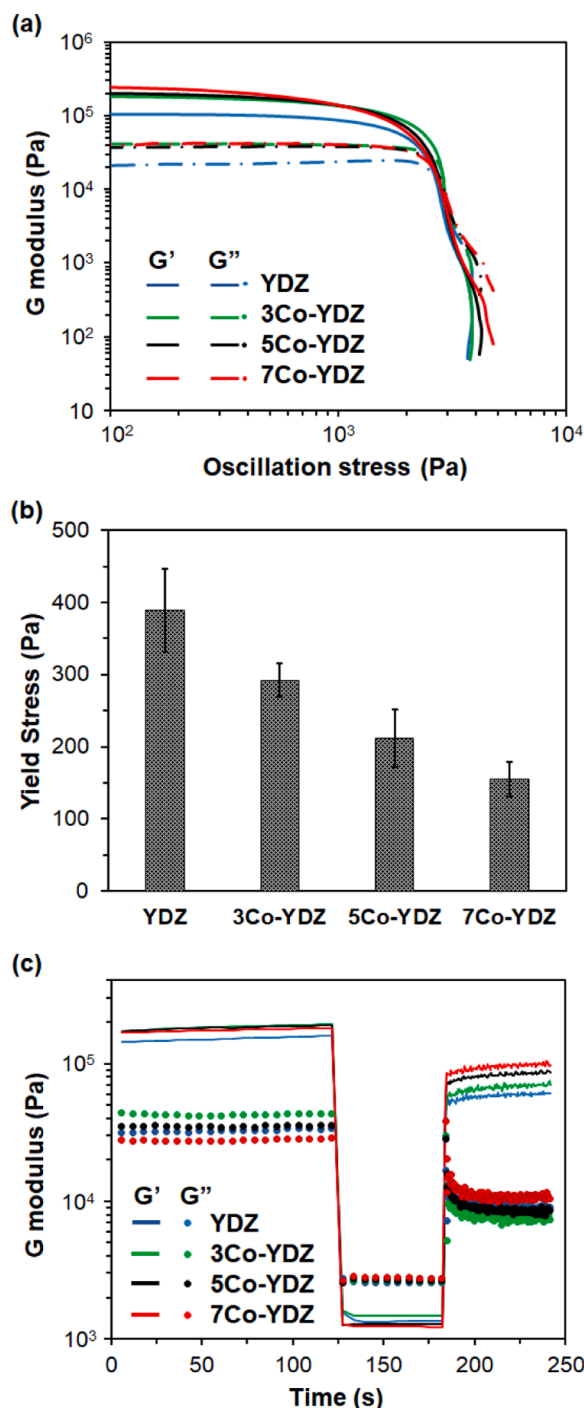 (a)
10⁶
10⁵
10⁴
10³
10²
10
G modulus (Pa)
G’ G”
YDZ
3Co-YDZ
5Co-YDZ
7Co-YDZ
10² 10³ 10⁴
Oscillation stress (Pa)
(b)
500
400
300
200
100
0
Yield Stress (Pa)
YDZ 3Co-YDZ 5Co-YDZ 7Co-YDZ
(c)
10⁵
10⁴
10³
G modulus (Pa)
G’ G”
YDZ
3Co-YDZ
5Co-YDZ
7Co-YDZ
0 50 100 150 200 250
Time (s)